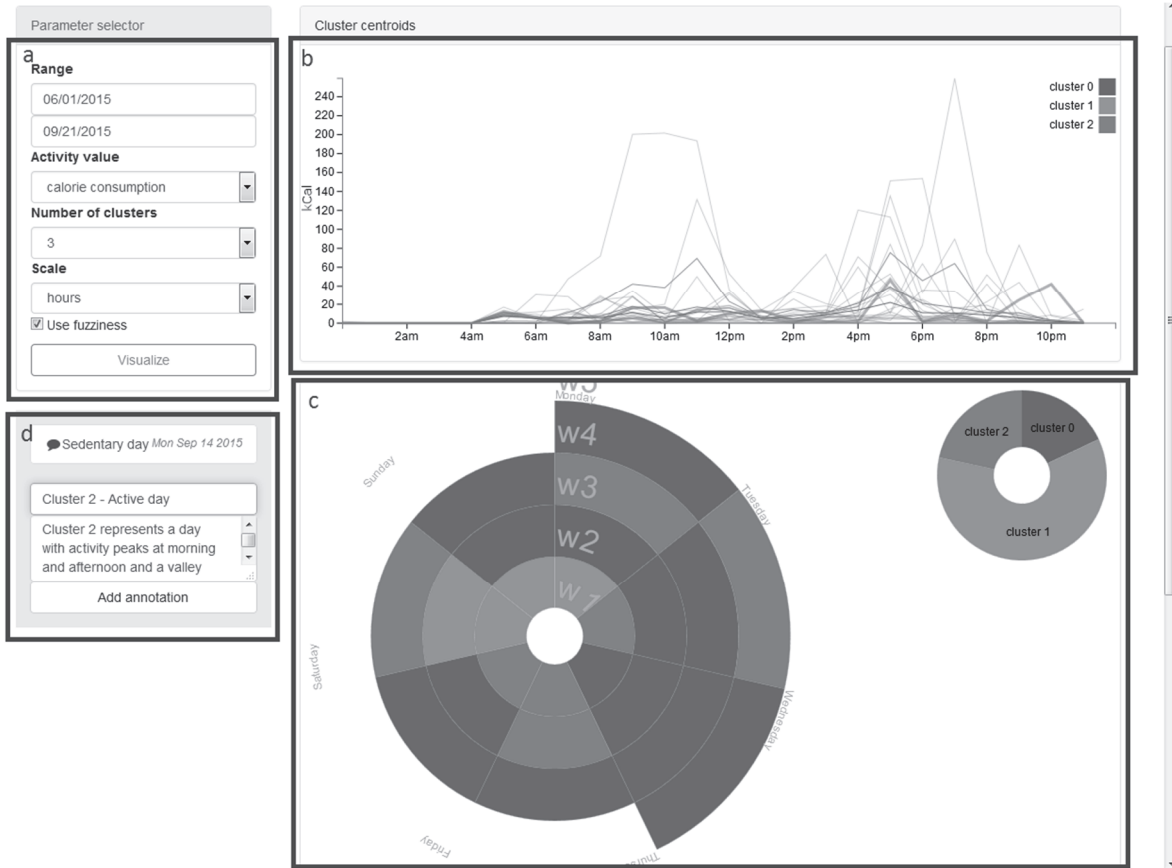 Parameter selector
a
Range
06/01/2015
09/21/2015
Activity value
calorie consumption
Number of clusters
3
Scale
hours
Use fuzziness
Visualize
d
Sedentary day Mon Sep 14 2015
Cluster 2 - Active day
Cluster 2 represents a day
with activity peaks at morning
and afternoon and a valley
Add annotation
Cluster centroids
b
kCal
240
220
200
180
160
140
120
100
80
60
40
20
0
2am 4am 6am 8am 10am 12pm 2pm 4pm 6pm 8pm 10pm
cluster 0
cluster 1
cluster 2
c
w5
Monday
w4
w3
w2
w1
Tuesday
Wednesday
Friday
Saturday
Sunday
cluster 2
cluster 0
cluster 1